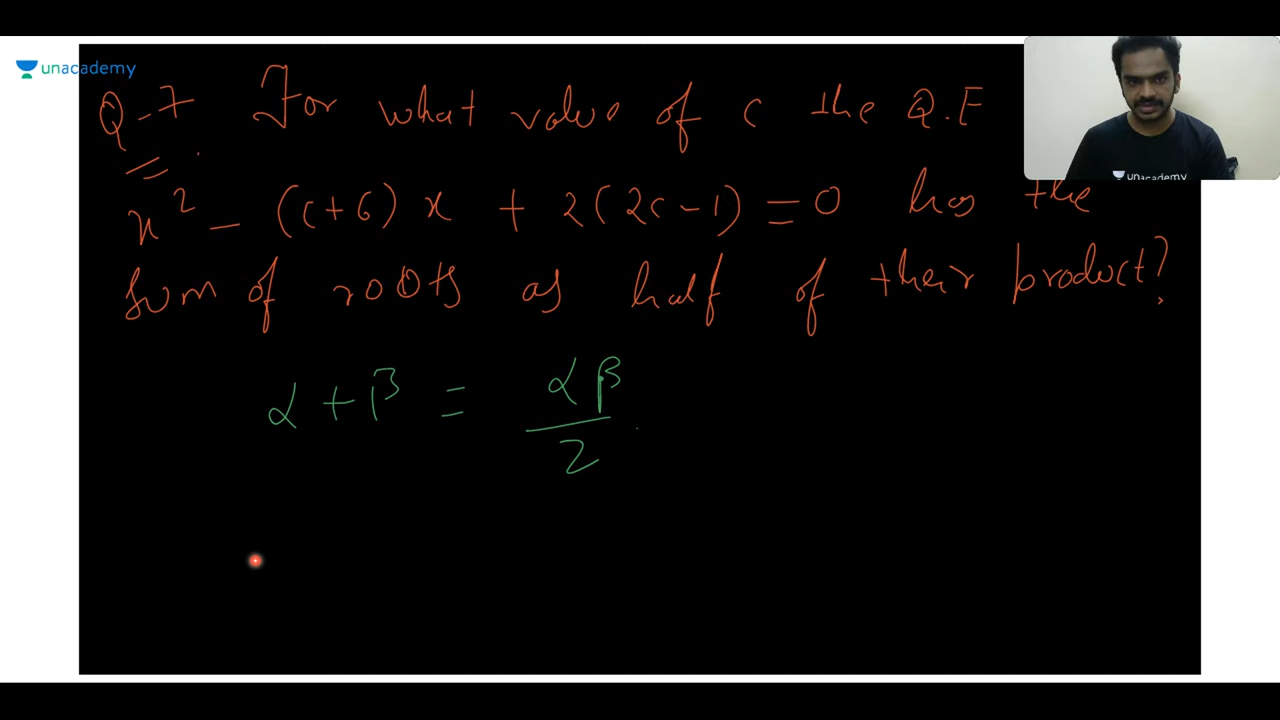 unacademy
Q-7 For what value of c the Q.E
x² - (c+6) x + 2(2c-1) = 0 has the
sum of roots as half of their product?
α + β = αβ/2
unacademy